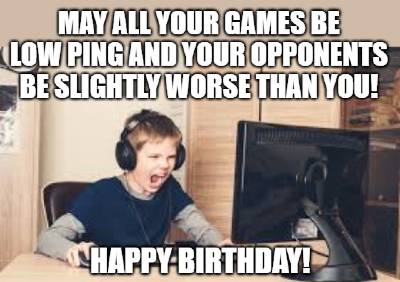 MAY ALL YOUR GAMES BE
LOW PING AND YOUR OPPONENTS
BE SLIGHTLY WORSE THAN YOU!
HAPPY BIRTHDAY!